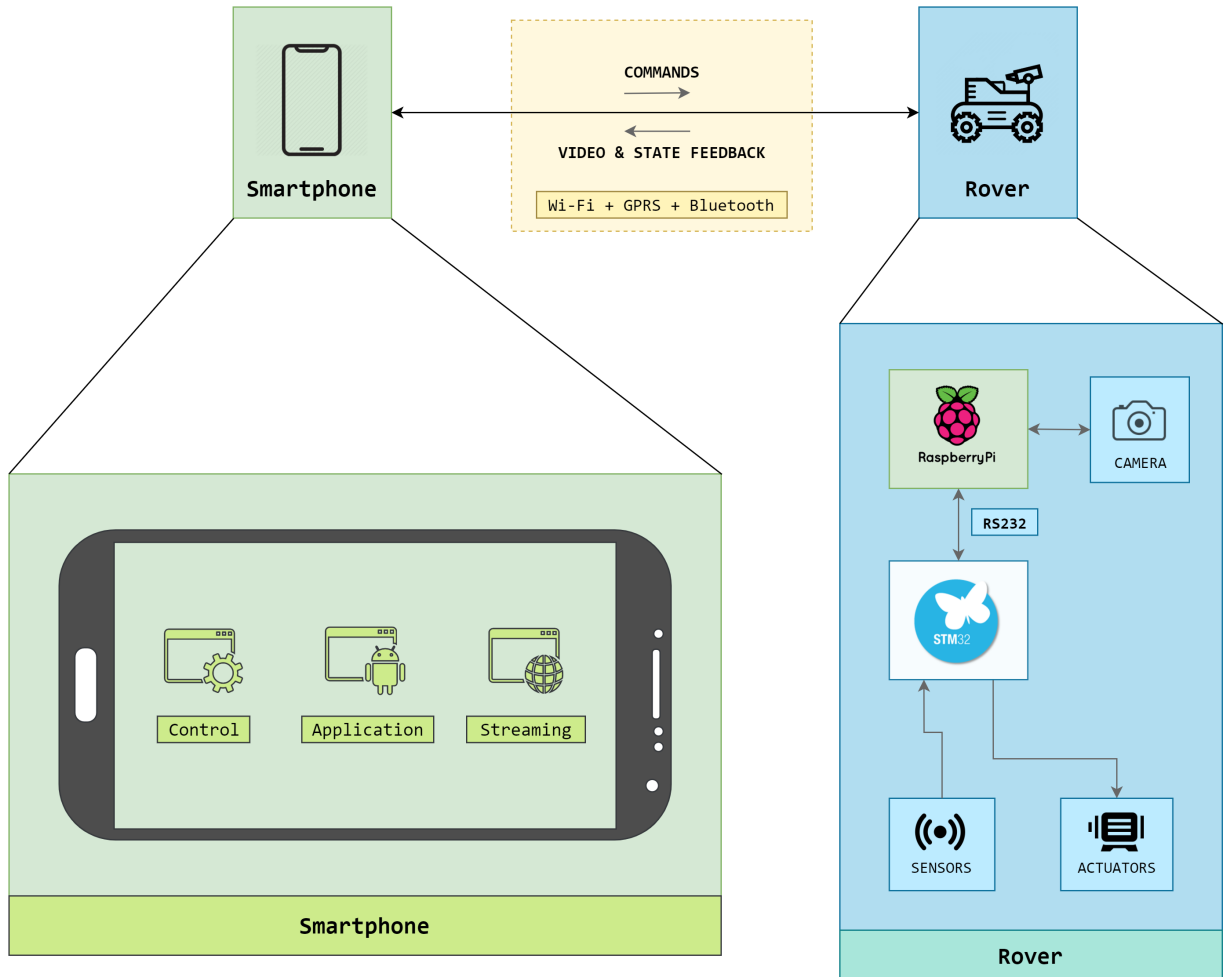 COMMANDS
VIDEO & STATE FEEDBACK
Wi-Fi + GPRS + Bluetooth
Smartphone
Rover
RaspberryPi
CAMERA
RS232
STM32
Control
Application
Streaming
SENSORS
ACTUATORS
Smartphone
Rover